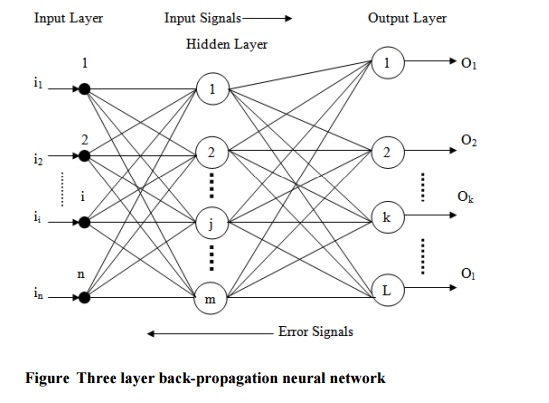 Input Layer
Input Signals
Output Layer
Hidden Layer
1
1
1
i1
O1
2
2
2
i2
O2
i
j
k
ii
Ok
n
m
L
in
Ol
Error Signals
Figure Three layer back-propagation neural network